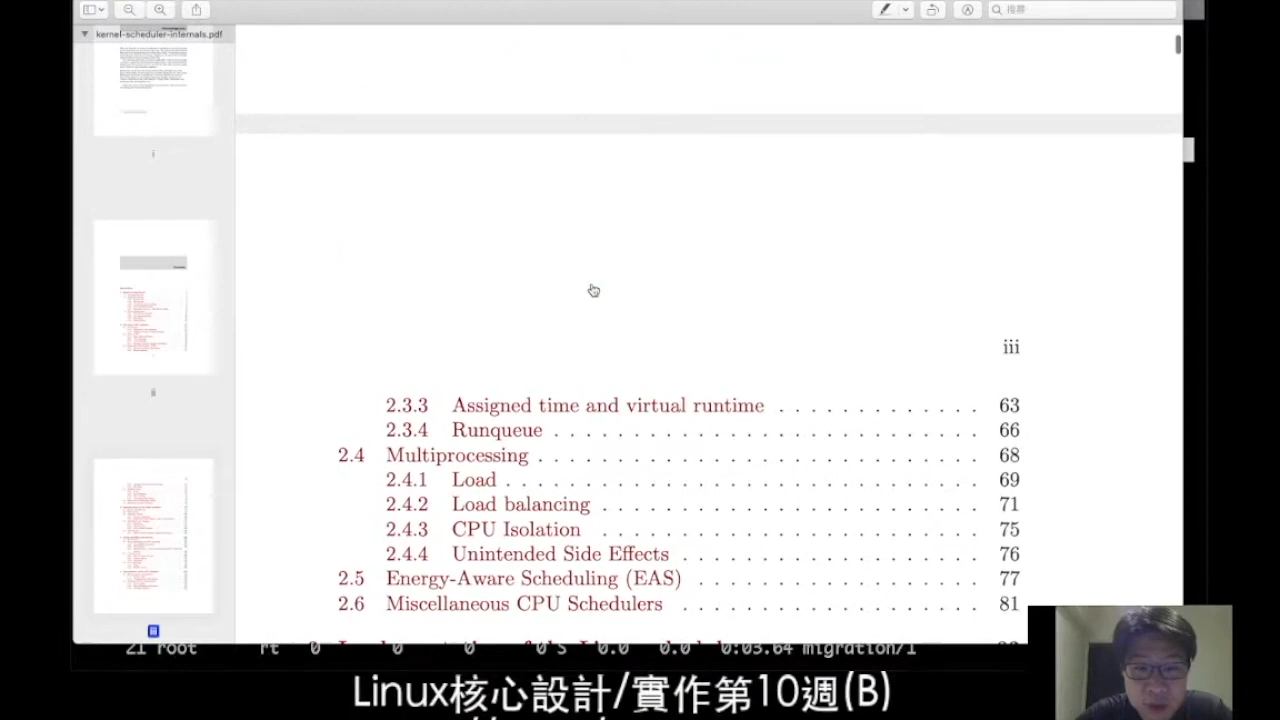 搜尋
kernel-scheduler-internals.pdf
i
ii
iii
2.3.3 Assigned time and virtual runtime . . . . . . . . . . . . . 63
2.3.4 Runqueue . . . . . . . . . . . . . . . . . . . . . . . . . 66
2.4 Multiprocessing . . . . . . . . . . . . . . . . . . . . . . . . . 68
2.4.1 Load . . . . . . . . . . . . . . . . . . . . . . . . . . . 69
2.4.2 Load balancing . . . . . . . . . . . . . . . . . . . . . . 71
2.4.3 CPU Isolation . . . . . . . . . . . . . . . . . . . . . . . 75
2.4.4 Unintended Side Effects . . . . . . . . . . . . . . . . . 76
2.5 Energy-Aware Scheduling (EAS) . . . . . . . . . . . . . . . . 77
2.6 Miscellaneous CPU Schedulers . . . . . . . . . . . . . . . . . 81
21 root rt 0 0 0 0 S 0.0 0.0 0:03.64 migration/1
Linux核心設計/實作第10週(B)